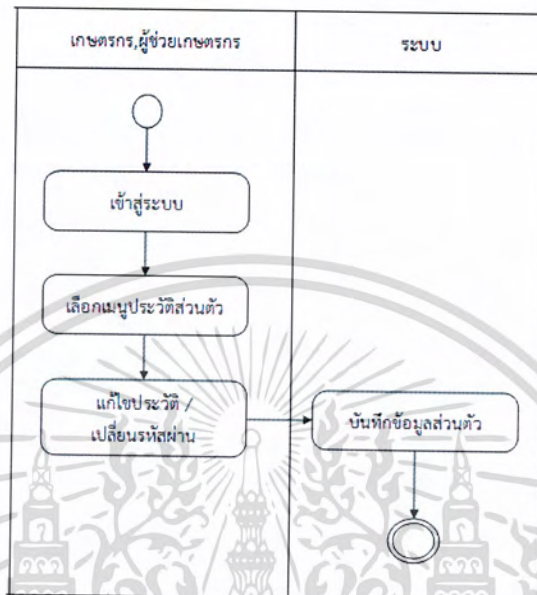 เกษตรกร,ผู้ช่วยเกษตรกร
ระบบ
เข้าสู่ระบบ
เลือกเมนูประวัติส่วนตัว
แก้ไขประวัติ /
เปลี่ยนรหัสผ่าน
บันทึกข้อมูลส่วนตัว